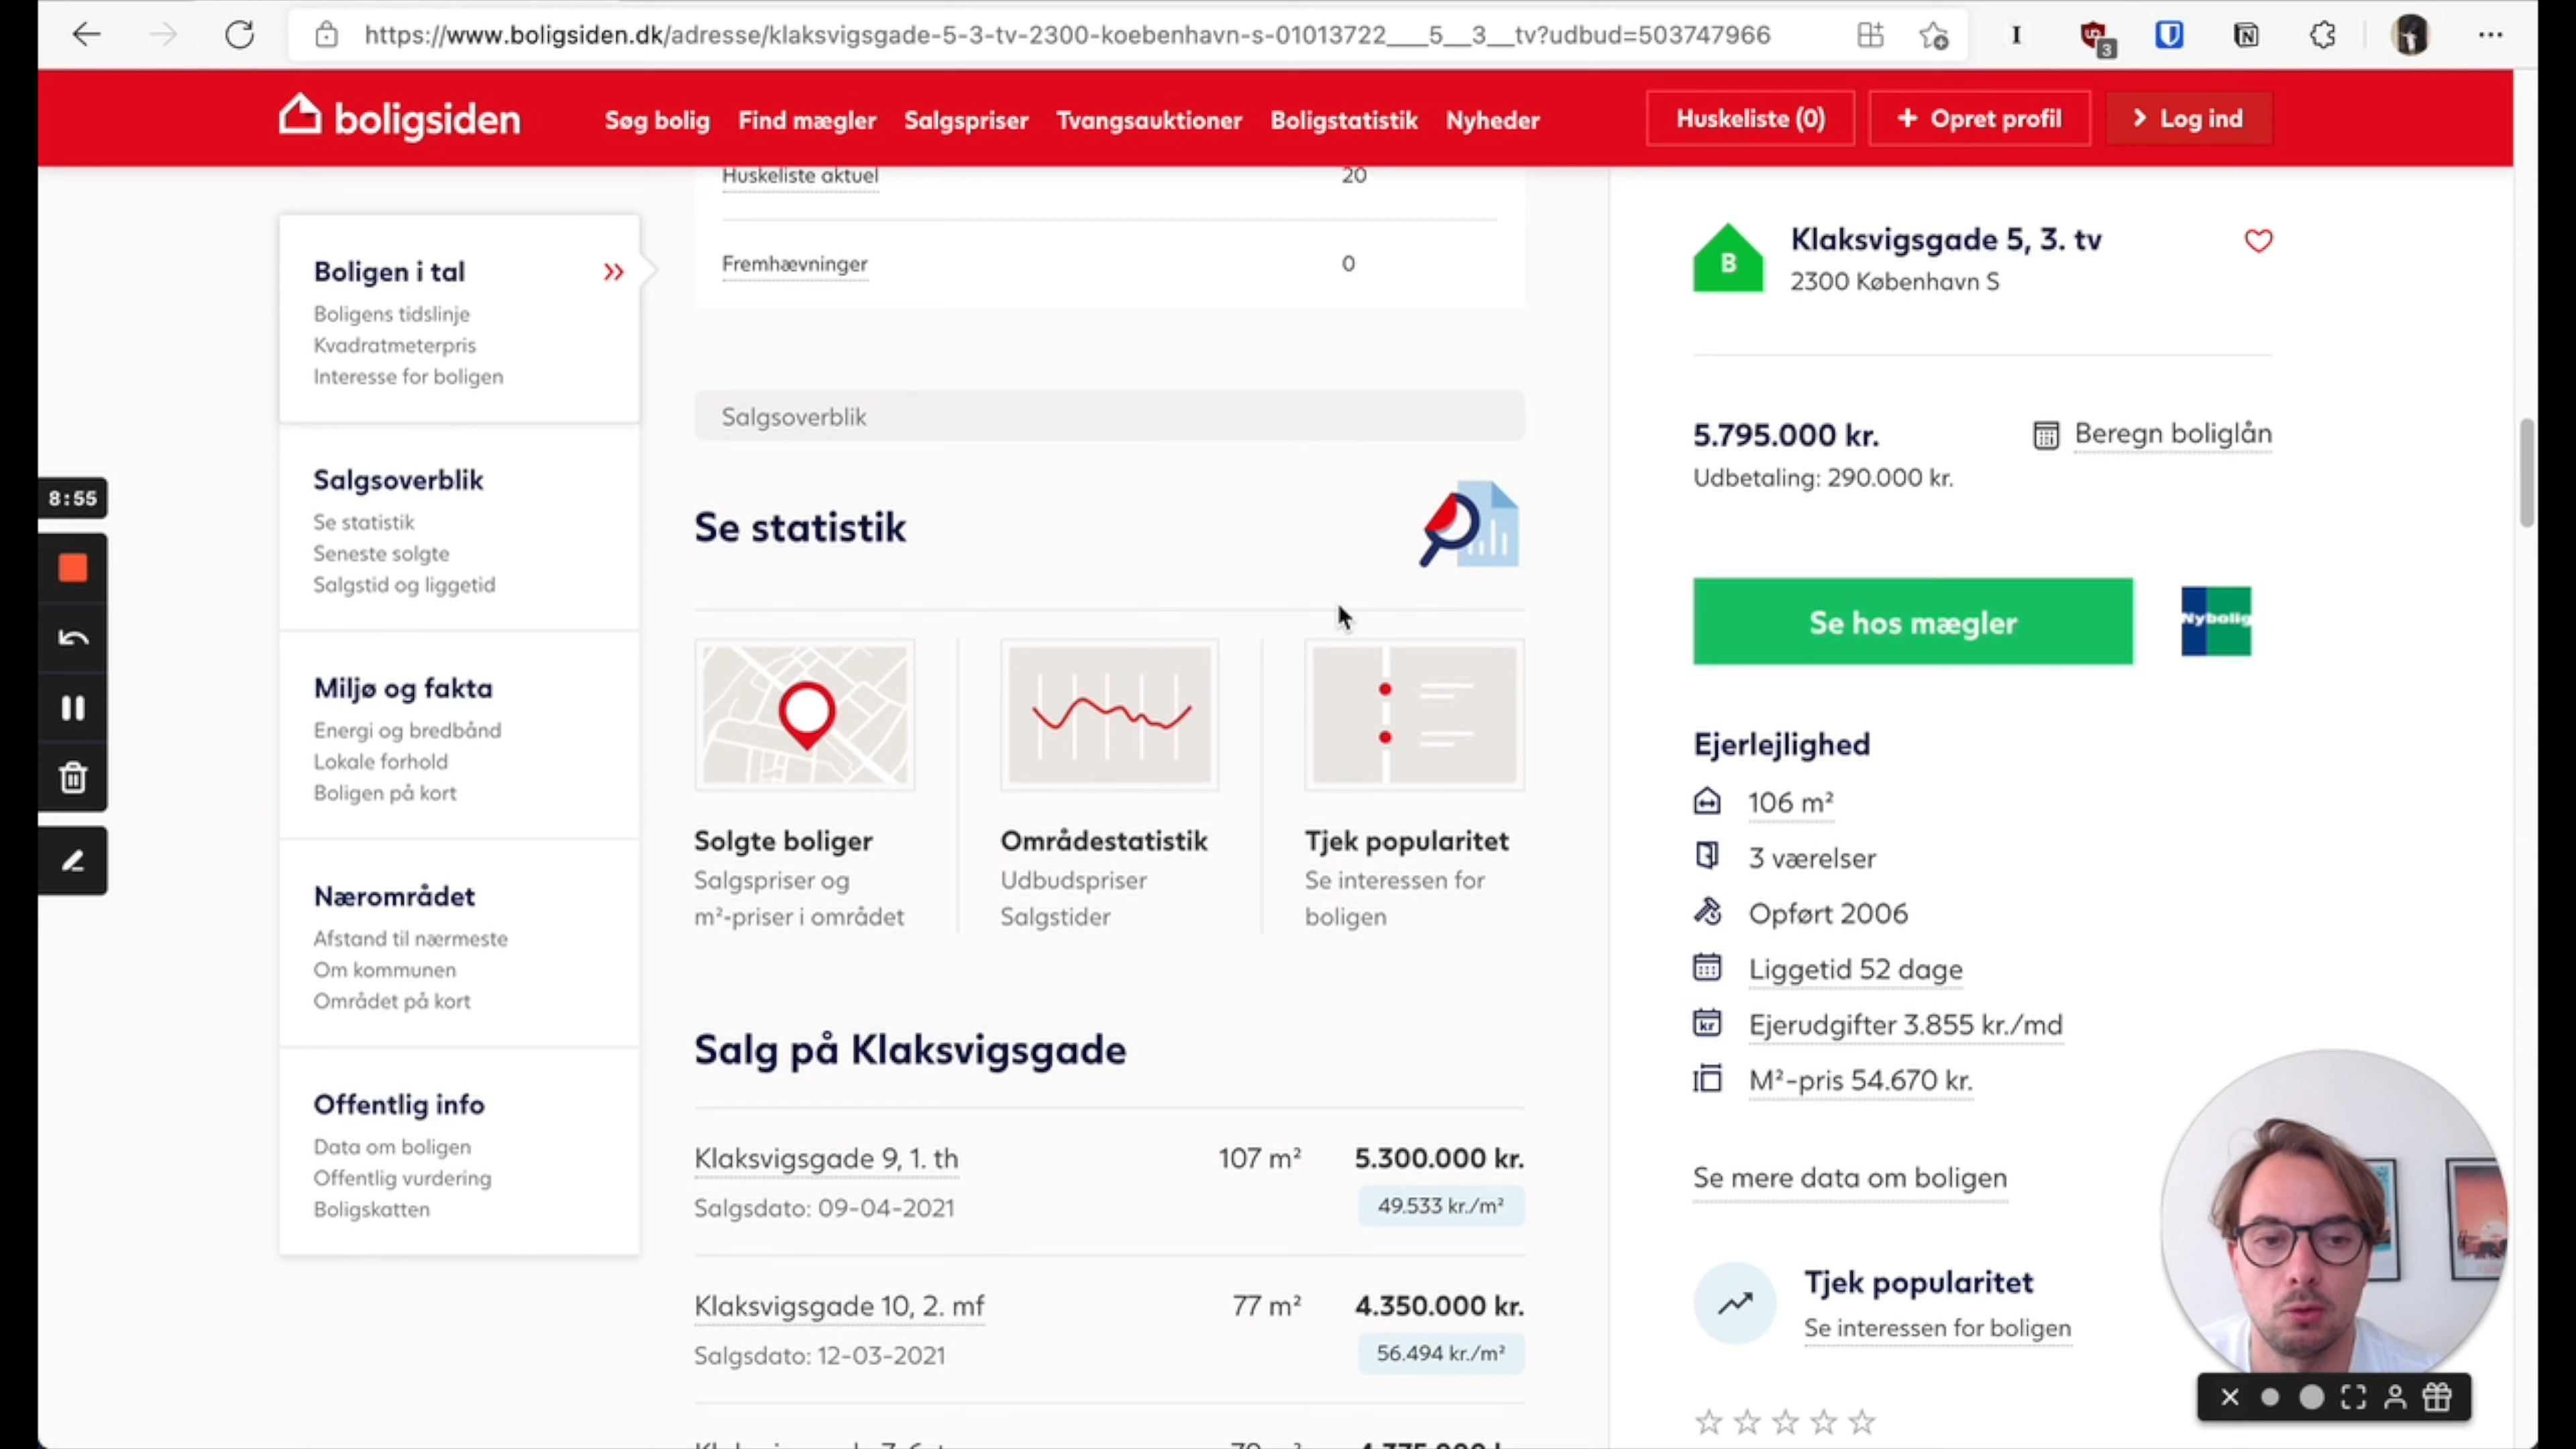 https://www.boligsiden.dk/adresse/klaksvigsgade-5-3-tv-2300-koebenhavn-s-01013722___5__3__tv?udbud=503747966
3
boligsiden
Søg bolig
Find mægler
Salgspriser
Tvangsauktioner
Boligstatistik
Nyheder
Huskeliste (0)
+ Opret profil
Log ind
Boligen i tal
Boligens tidslinje
Kvadratmeterpris
Interesse for boligen
Salgsoverblik
Se statistik
Seneste solgte
Salgstid og liggetid
Miljø og fakta
Energi og bredbånd
Lokale forhold
Boligen på kort
Nærområdet
Afstand til nærmeste
Om kommunen
Området på kort
Offentlig info
Data om boligen
Offentlig vurdering
Boligskatten
8:55
Huskeliste aktuel 20
Fremhævninger 0
Salgsoverblik
Se statistik
Solgte boliger
Salgspriser og
m²-priser i området
Områdestatistik
Udbudspriser
Salgstider
Tjek popularitet
Se interessen for
boligen
Salg på Klaksvigsgade
Klaksvigsgade 9, 1. th 107 m² 5.300.000 kr.
Salgsdato: 09-04-2021 49.533 kr./m²
Klaksvigsgade 10, 2. mf 77 m² 4.350.000 kr.
Salgsdato: 12-03-2021 56.494 kr./m²
B
Klaksvigsgade 5, 3. tv
2300 København S
5.795.000 kr.
Beregn boliglån
Udbetaling: 290.000 kr.
Se hos mægler
Nybolig
Ejerlejlighed
106 m²
3 værelser
Opført 2006
Liggetid 52 dage
kr Ejerudgifter 3.855 kr./md
M²-pris 54.670 kr.
Se mere data om boligen
Tjek popularitet
Se interessen for boligen